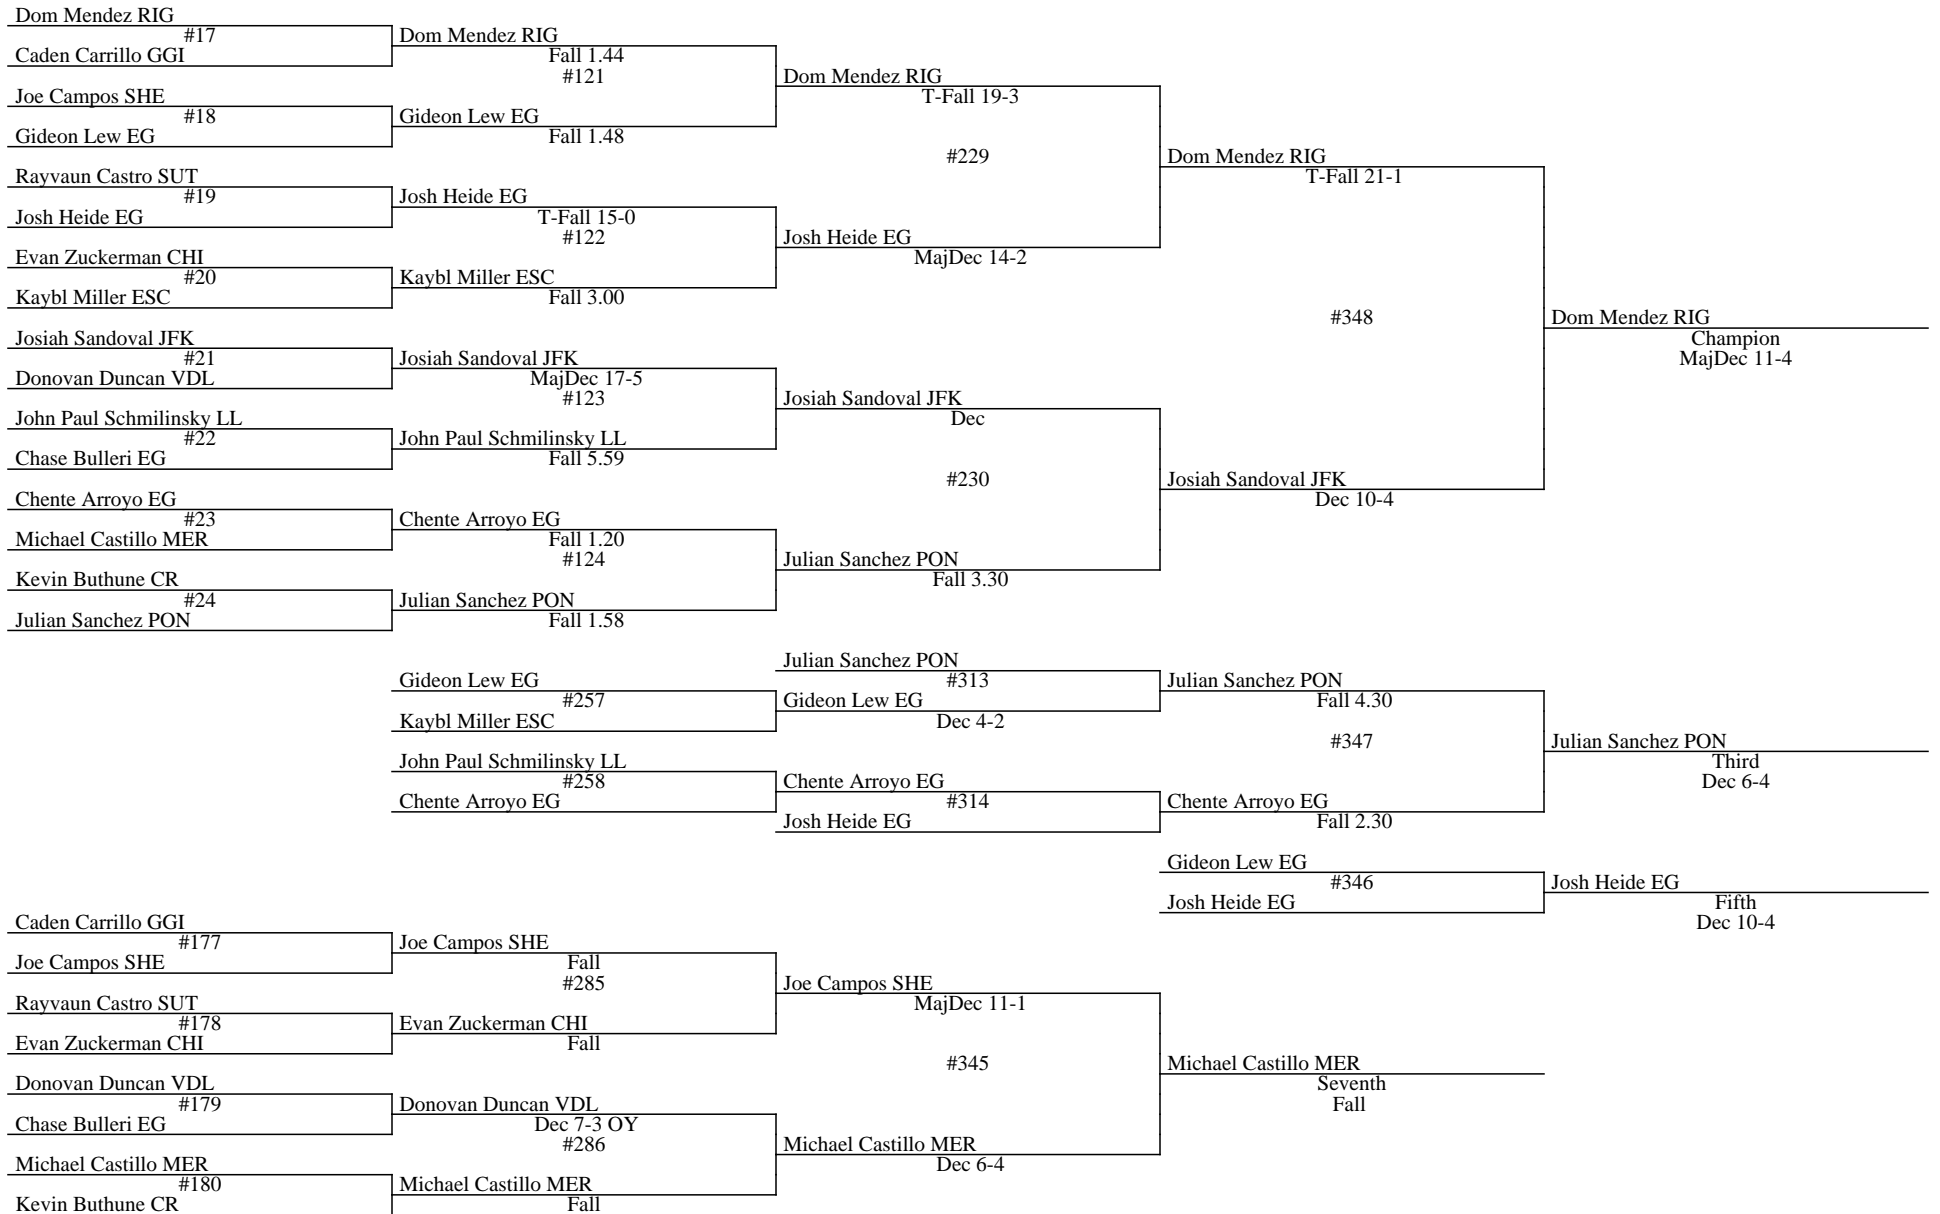 Dom Mendez RIG
#17
Caden Carrillo GGI
Joe Campos SHE
#18
Gideon Lew EG
Rayvaun Castro SUT
#19
Josh Heide EG
Evan Zuckerman CHI
#20
Kaybl Miller ESC
Josiah Sandoval JFK
#21
Donovan Duncan VDL
John Paul Schmilinsky LL
#22
Chase Bulleri EG
Chente Arroyo EG
#23
Michael Castillo MER
Kevin Buthune CR
#24
Julian Sanchez PON
Dom Mendez RIG
Fall 1.44
#121
Gideon Lew EG
Fall 1.48
Josh Heide EG
T-Fall 15-0
#122
Kaybl Miller ESC
Fall 3.00
Josiah Sandoval JFK
MajDec 17-5
#123
John Paul Schmilinsky LL
Fall 5.59
Chente Arroyo EG
Fall 1.20
#124
Julian Sanchez PON
Fall 1.58
Dom Mendez RIG
T-Fall 19-3
#229
Josh Heide EG
MajDec 14-2
Josiah Sandoval JFK
Dec
#230
Julian Sanchez PON
Fall 3.30
Dom Mendez RIG
T-Fall 21-1
#348
Josiah Sandoval JFK
Dec 10-4
Dom Mendez RIG
Champion
MajDec 11-4
Gideon Lew EG
#257
Kaybl Miller ESC
John Paul Schmilinsky LL
#258
Chente Arroyo EG
Julian Sanchez PON
#313
Gideon Lew EG
Dec 4-2
Chente Arroyo EG
#314
Josh Heide EG
Julian Sanchez PON
Fall 4.30
#347
Chente Arroyo EG
Fall 2.30
Julian Sanchez PON
Third
Dec 6-4
Gideon Lew EG
#346
Josh Heide EG
Josh Heide EG
Fifth
Dec 10-4
Caden Carrillo GGI
#177
Joe Campos SHE
Rayvaun Castro SUT
#178
Evan Zuckerman CHI
Donovan Duncan VDL
#179
Chase Bulleri EG
Michael Castillo MER
#180
Kevin Buthune CR
Joe Campos SHE
Fall
#285
Evan Zuckerman CHI
Fall
Donovan Duncan VDL
Dec 7-3 OY
#286
Michael Castillo MER
Fall
Joe Campos SHE
MajDec 11-1
#345
Michael Castillo MER
Dec 6-4
Michael Castillo MER
Seventh
Fall